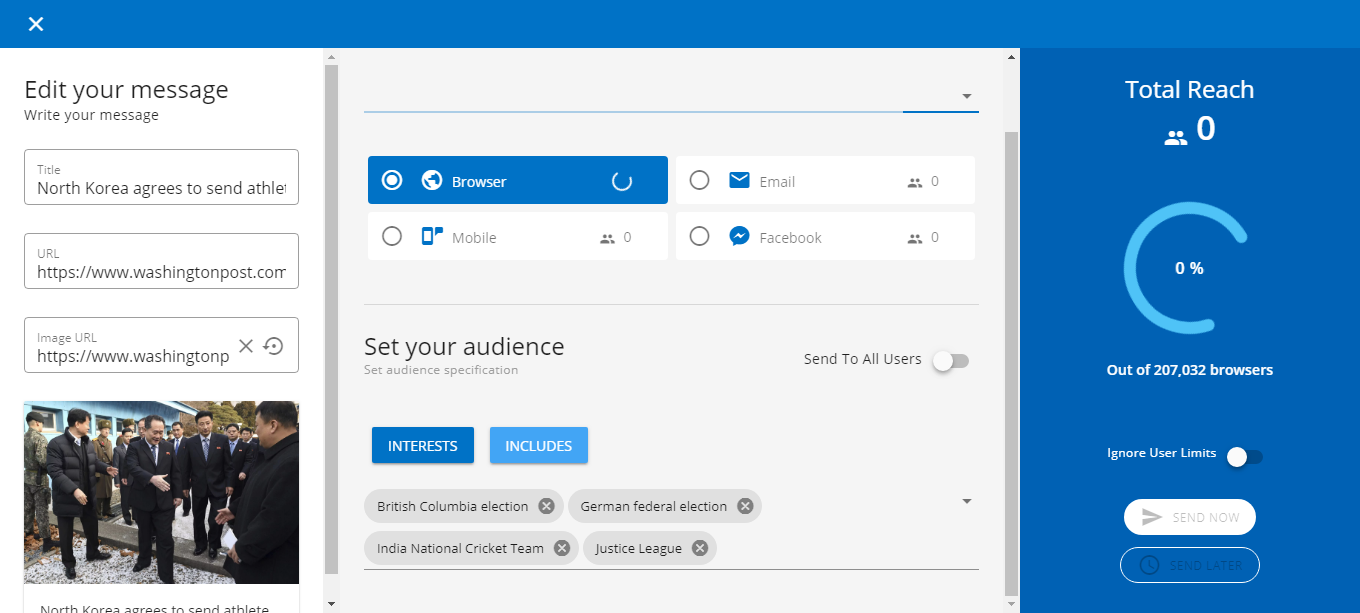 Edit your message
Write your message
Title
North Korea agrees to send athlet
URL
https://www.washingtonpost.com
Image URL
https://www.washingtonp
North Korea agrees to send athlete
Browser
Email
0
Mobile
0
Facebook
0
Set your audience
Set audience specification
Send To All Users
INTERESTS
INCLUDES
British Columbia election
German federal election
India National Cricket Team
Justice League
Total Reach
0
0 %
Out of 207,032 browsers
Ignore User Limits
SEND NOW
SEND LATER